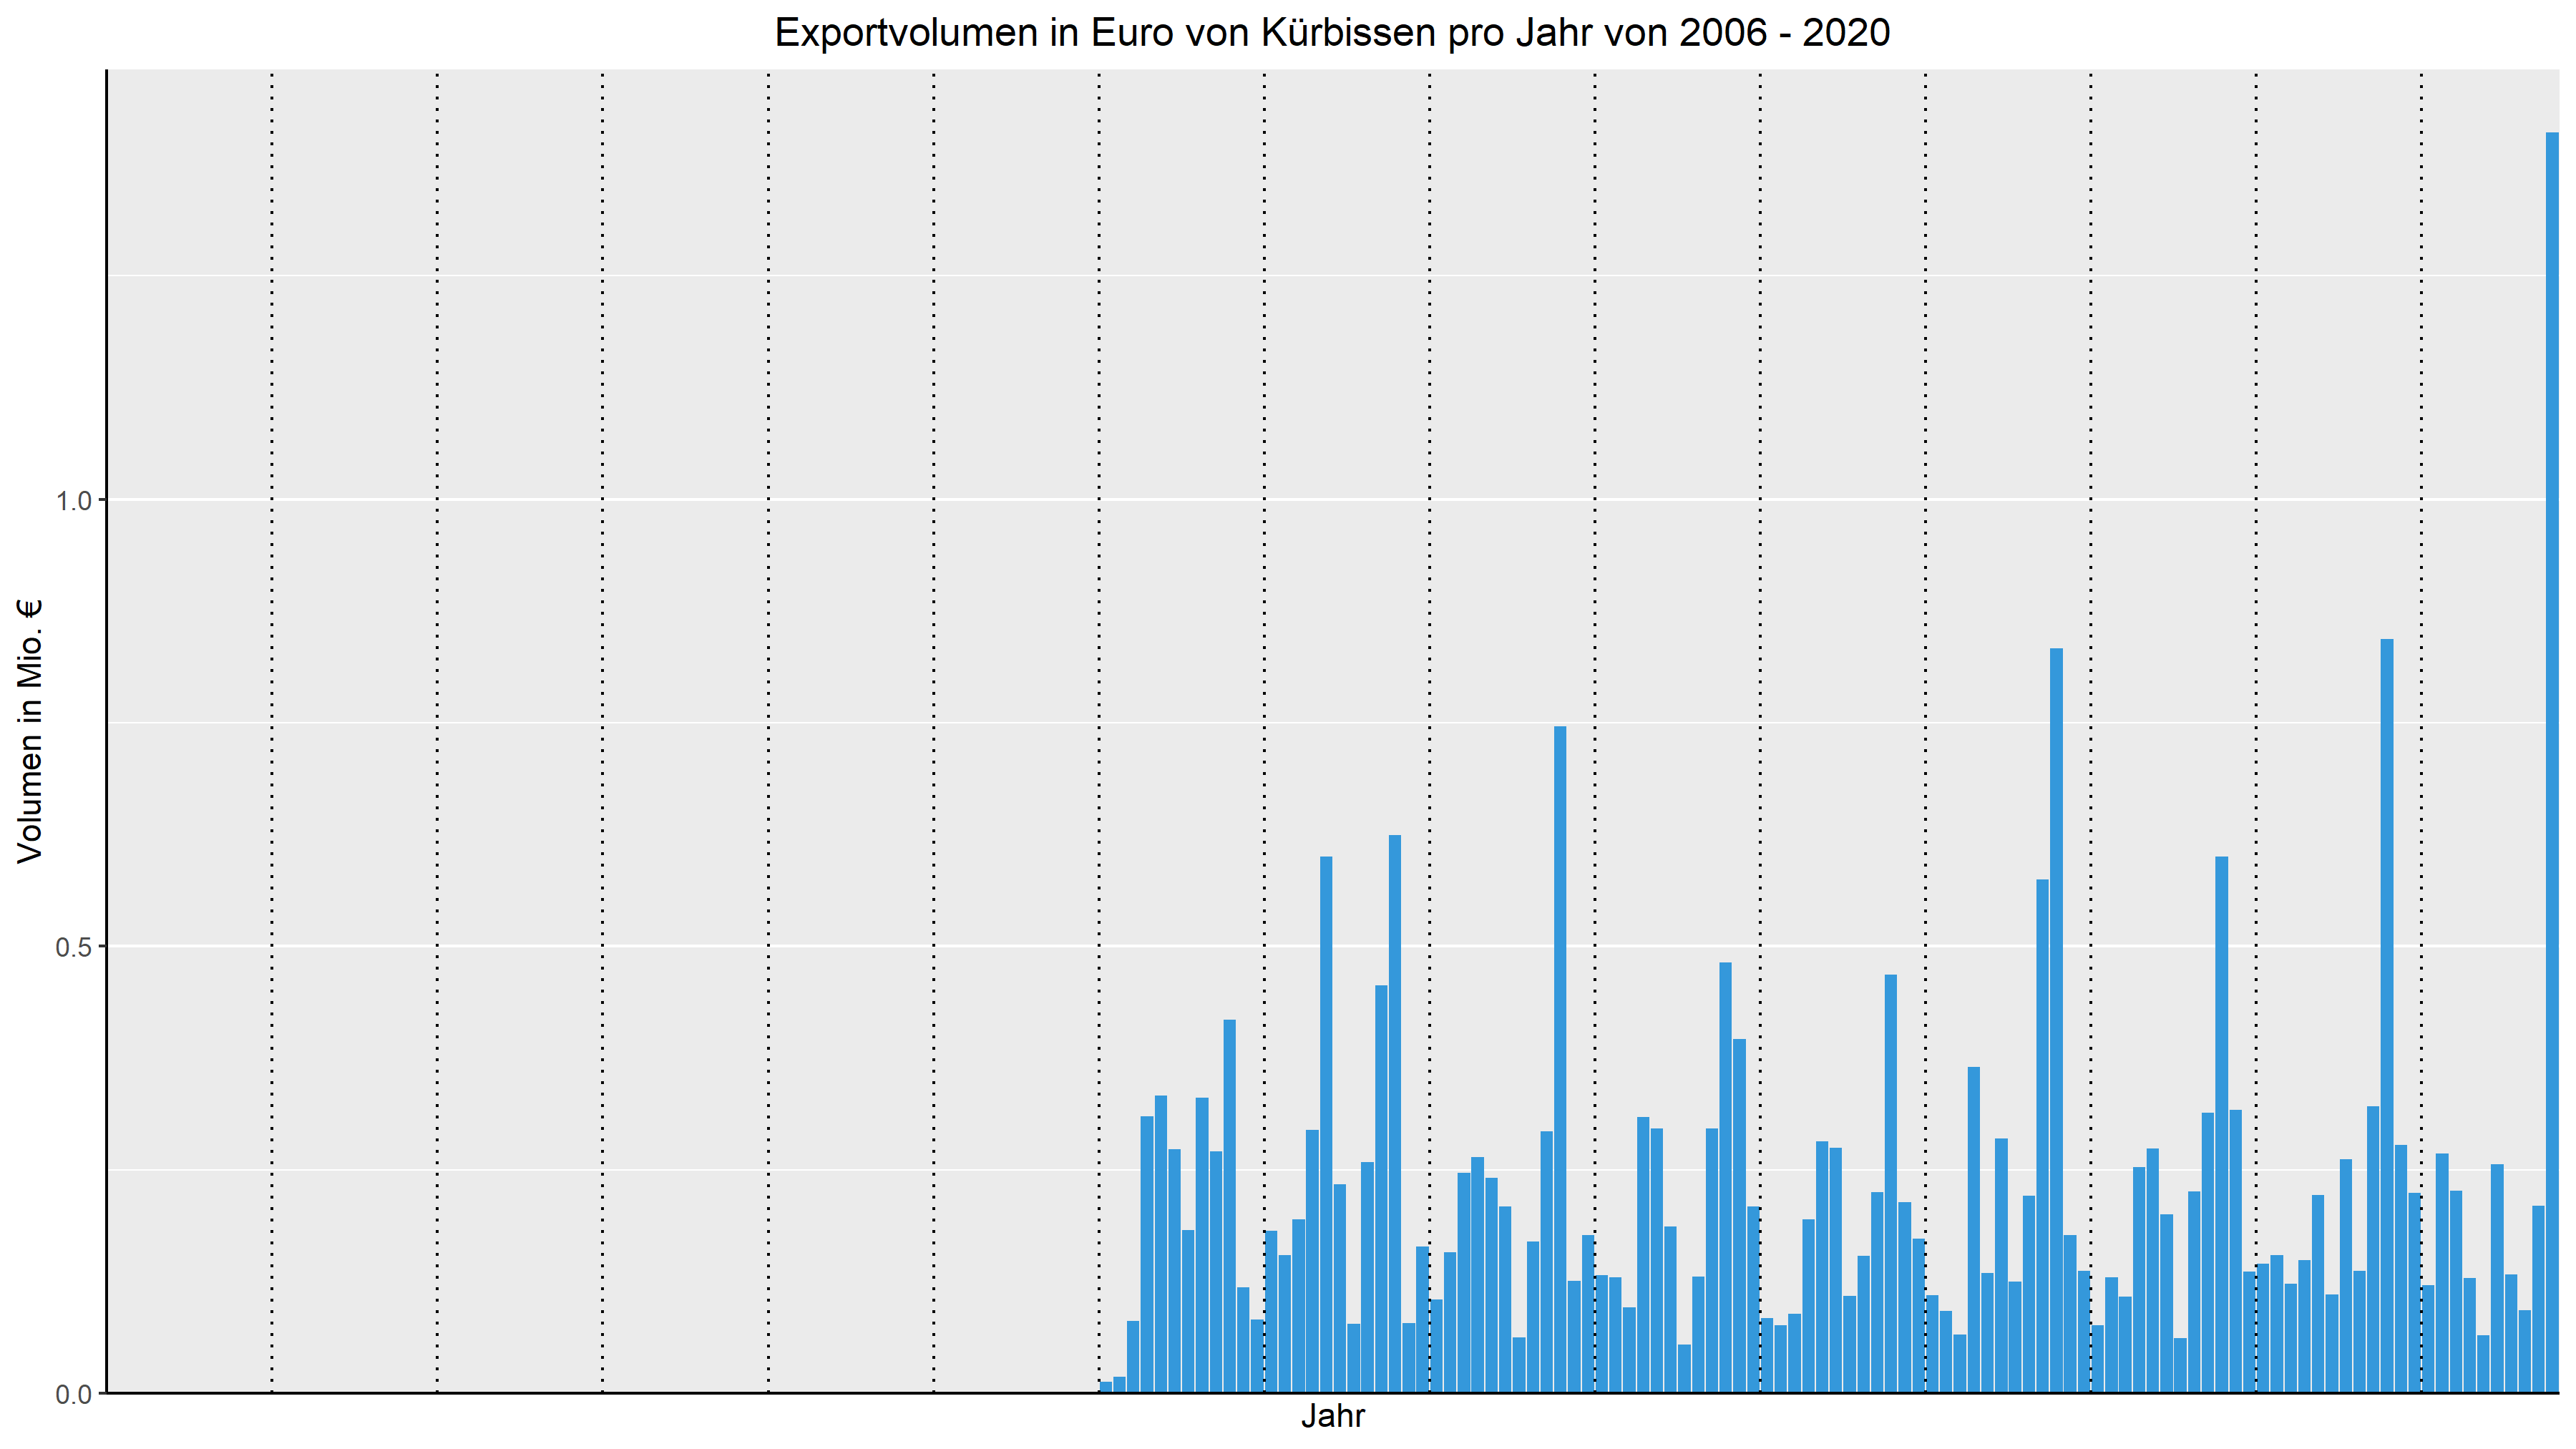 Exportvolumen in Euro von Kürbissen pro Jahr von 2006 - 2020
Volumen in Mio. €
1.0
0.5
0.0
Jahr